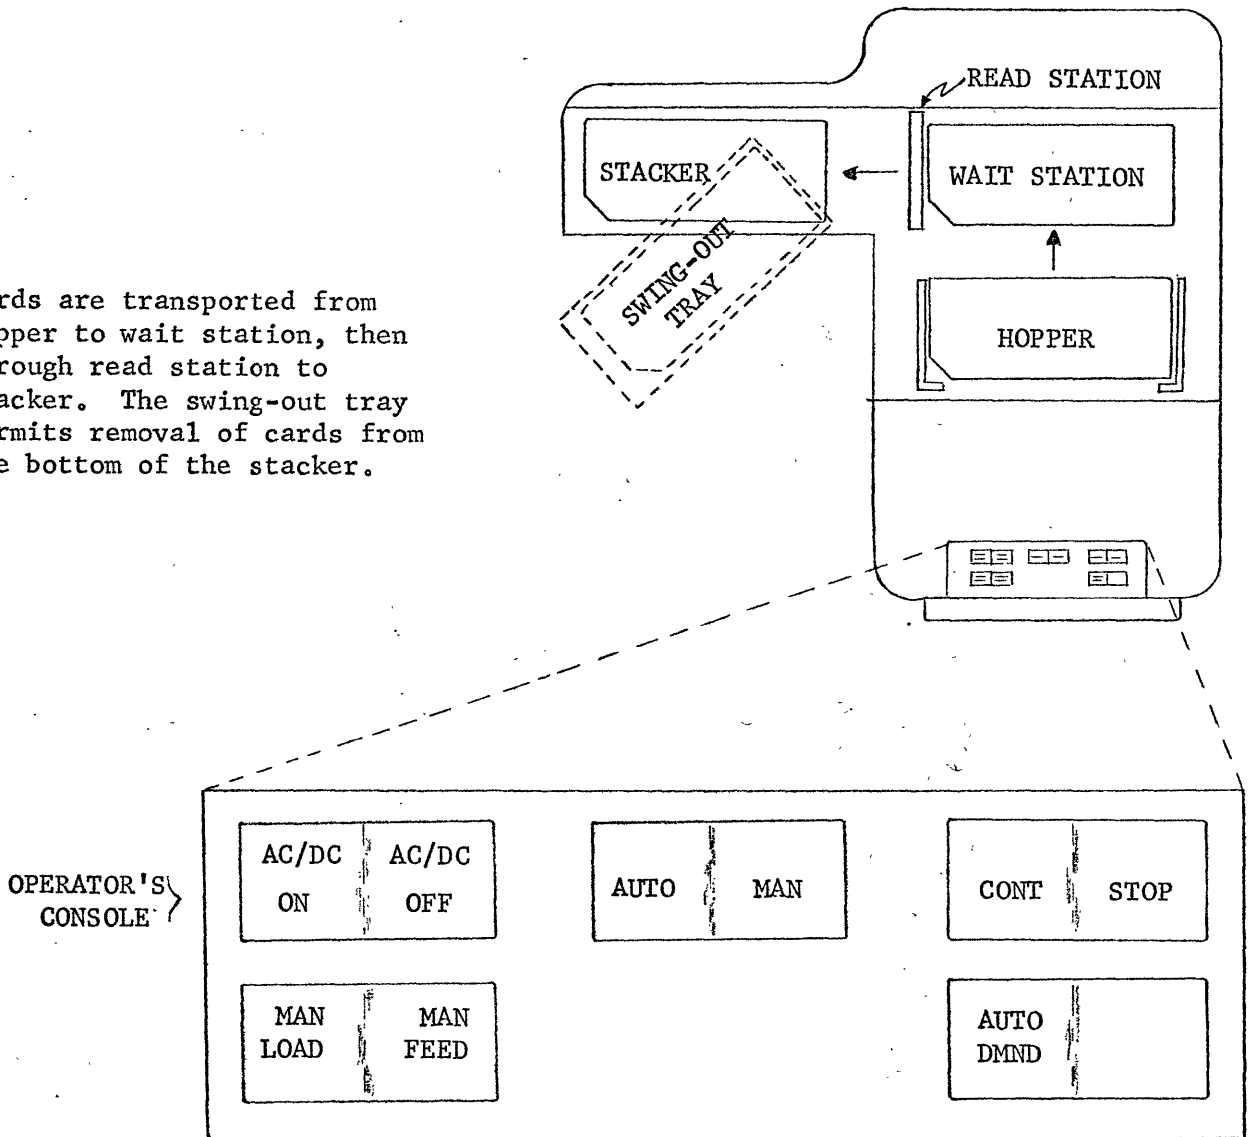 READ STATION
STACKER
WAIT STATION
SWING-OUT
TRAY
HOPPER
rds are transported from
pper to wait station, then
rough read station to
acker. The swing-out tray
rmits removal of cards from
e bottom of the stacker.
OPERATOR'S
CONSOLE
AC/DC ON
AC/DC OFF
AUTO
MAN
CONT
STOP
MAN LOAD
MAN FEED
AUTO DMND